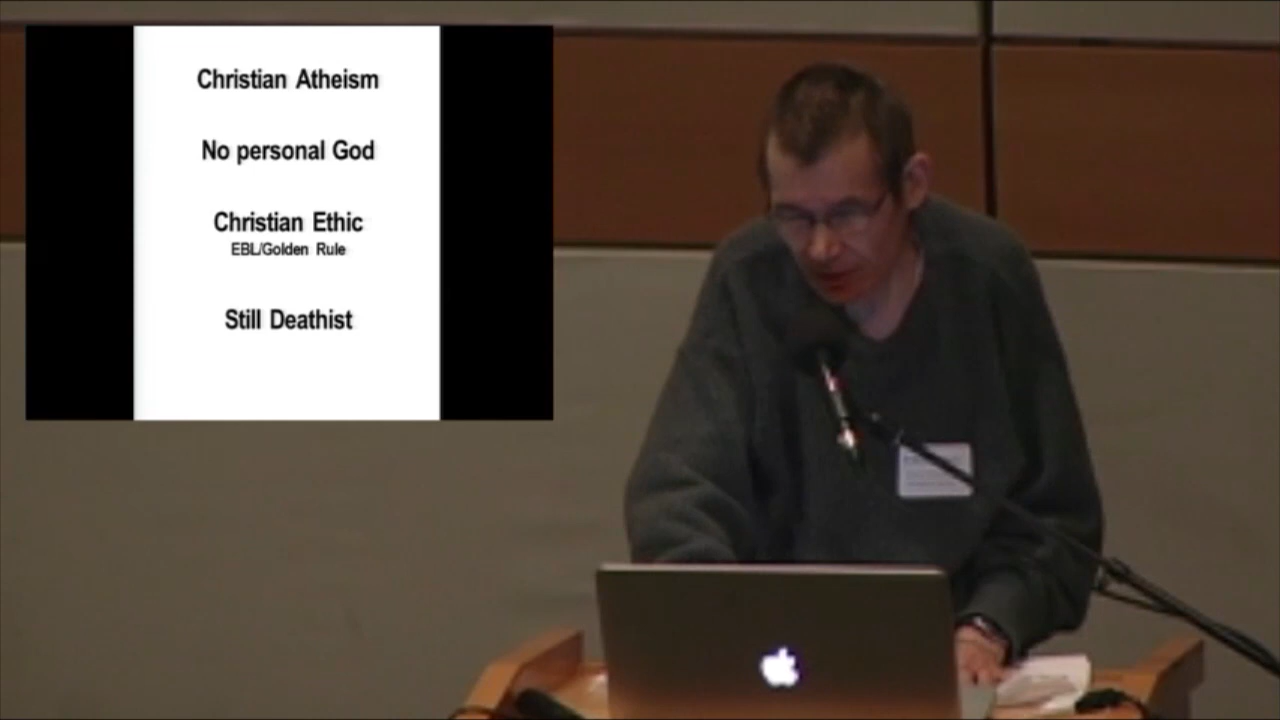 Christian Atheism
No personal God
Christian Ethic
EBL/Golden Rule
Still Deathist